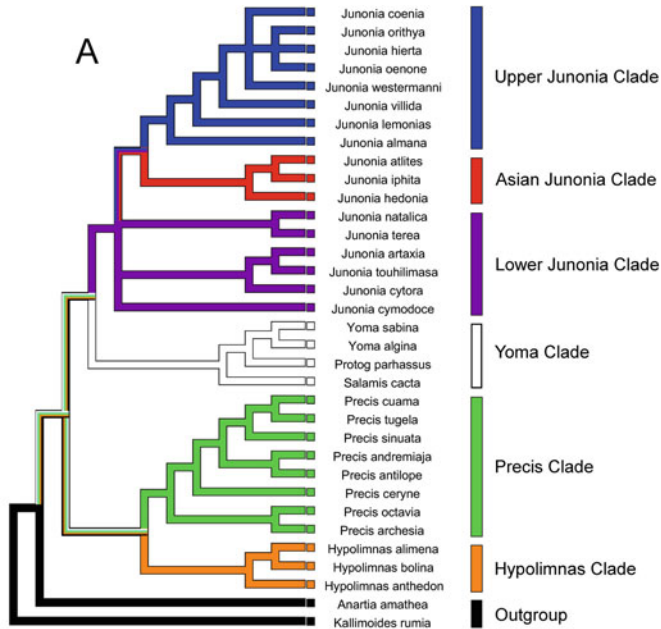 A
Junonia coenia
Junonia orithya
Junonia hierta
Junonia oenone
Junonia westermanni
Junonia villida
Junonia lemonias
Junonia almana
Upper Junonia Clade
Junonia atlites
Junonia iphita
Junonia hedonia
Asian Junonia Clade
Junonia natalica
Junonia terea
Junonia artaxia
Junonia touhilimasa
Junonia cytora
Junonia cymodoce
Lower Junonia Clade
Yoma sabina
Yoma algina
Protog parhassus
Salamis cacta
Yoma Clade
Precis cuama
Precis tugela
Precis sinuata
Precis andremiaja
Precis antilope
Precis ceryne
Precis octavia
Precis archesia
Precis Clade
Hypolimnas alimena
Hypolimnas bolina
Hypolimnas anthedon
Hypolimnas Clade
Anartia amathea
Kallimoides rumia
Outgroup